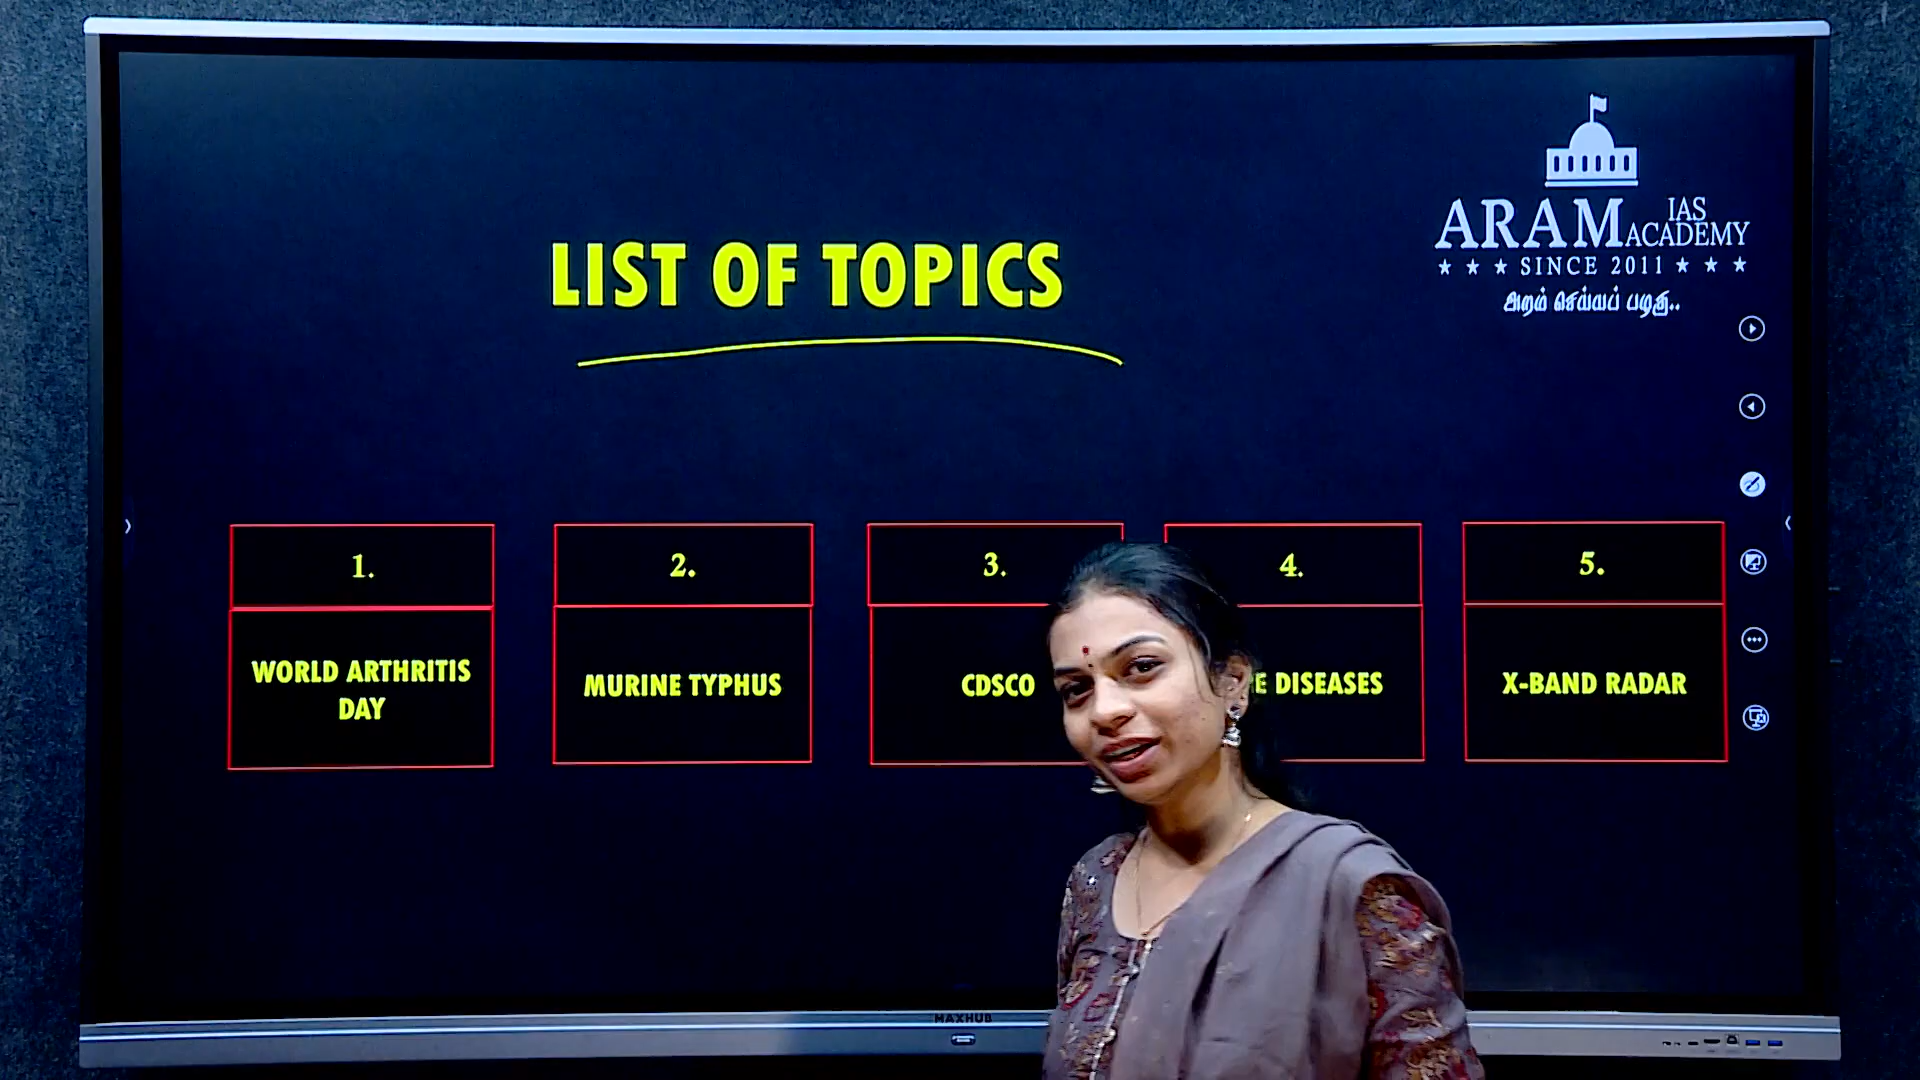 ARAM IAS
ACADEMY
★ ★ ★ SINCE 2011 ★ ★ ★
அறம் செய்யப் படிது..
LIST OF TOPICS
1.
2.
3.
4.
5.
WORLD ARTHRITIS
DAY
MURINE TYPHUS
CDSCO
DISEASES
X-BAND RADAR
MAXHUB